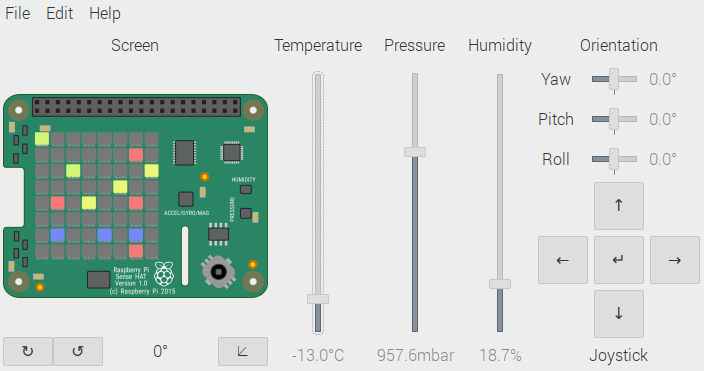 File Edit Help
Screen Temperature Pressure Humidity Orientation
Yaw 0.0°
Pitch 0.0°
Roll 0.0°
HUMIDITY
PRESSURE
ACCEL/GYRO/MAG
Raspberry Pi
Sense HAT
Version 1.0
(c) Raspberry Pi 2015
↑
← ↵ →
↓
↻ ↺ 0° -13.0°C 957.6mbar 18.7% Joystick